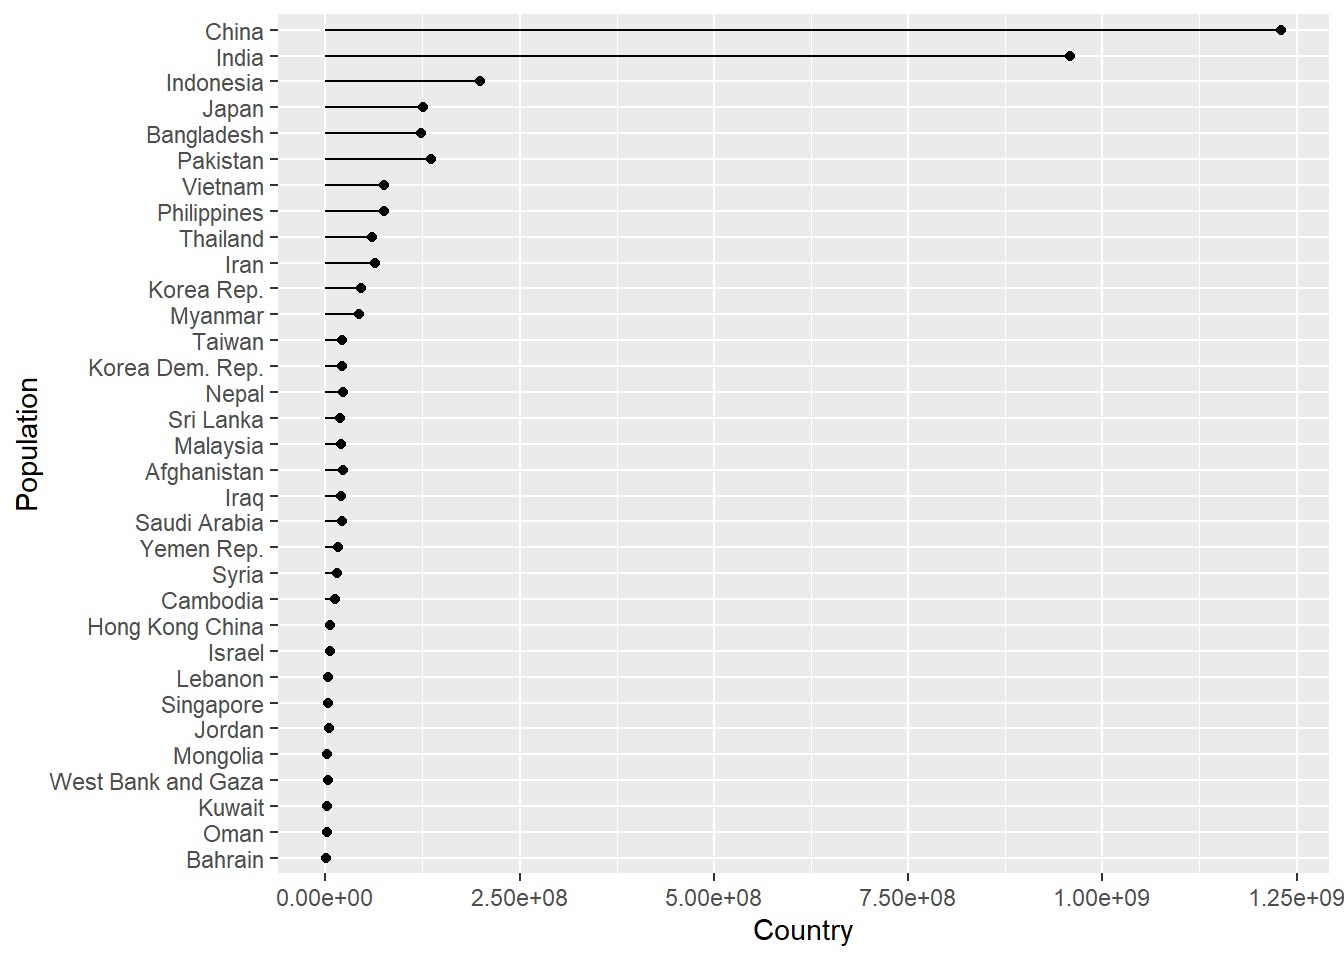 China
India
Indonesia
Japan
Bangladesh
Pakistan
Vietnam
Philippines
Thailand
Iran
Korea Rep.
Myanmar
Taiwan
Korea Dem. Rep.
Nepal
Sri Lanka
Malaysia
Afghanistan
Iraq
Saudi Arabia
Yemen Rep.
Syria
Cambodia
Hong Kong China
Israel
Lebanon
Singapore
Jordan
Mongolia
West Bank and Gaza
Kuwait
Oman
Bahrain
Population
0.00e+00 2.50e+08 5.00e+08 7.50e+08 1.00e+09 1.25e+09
Country